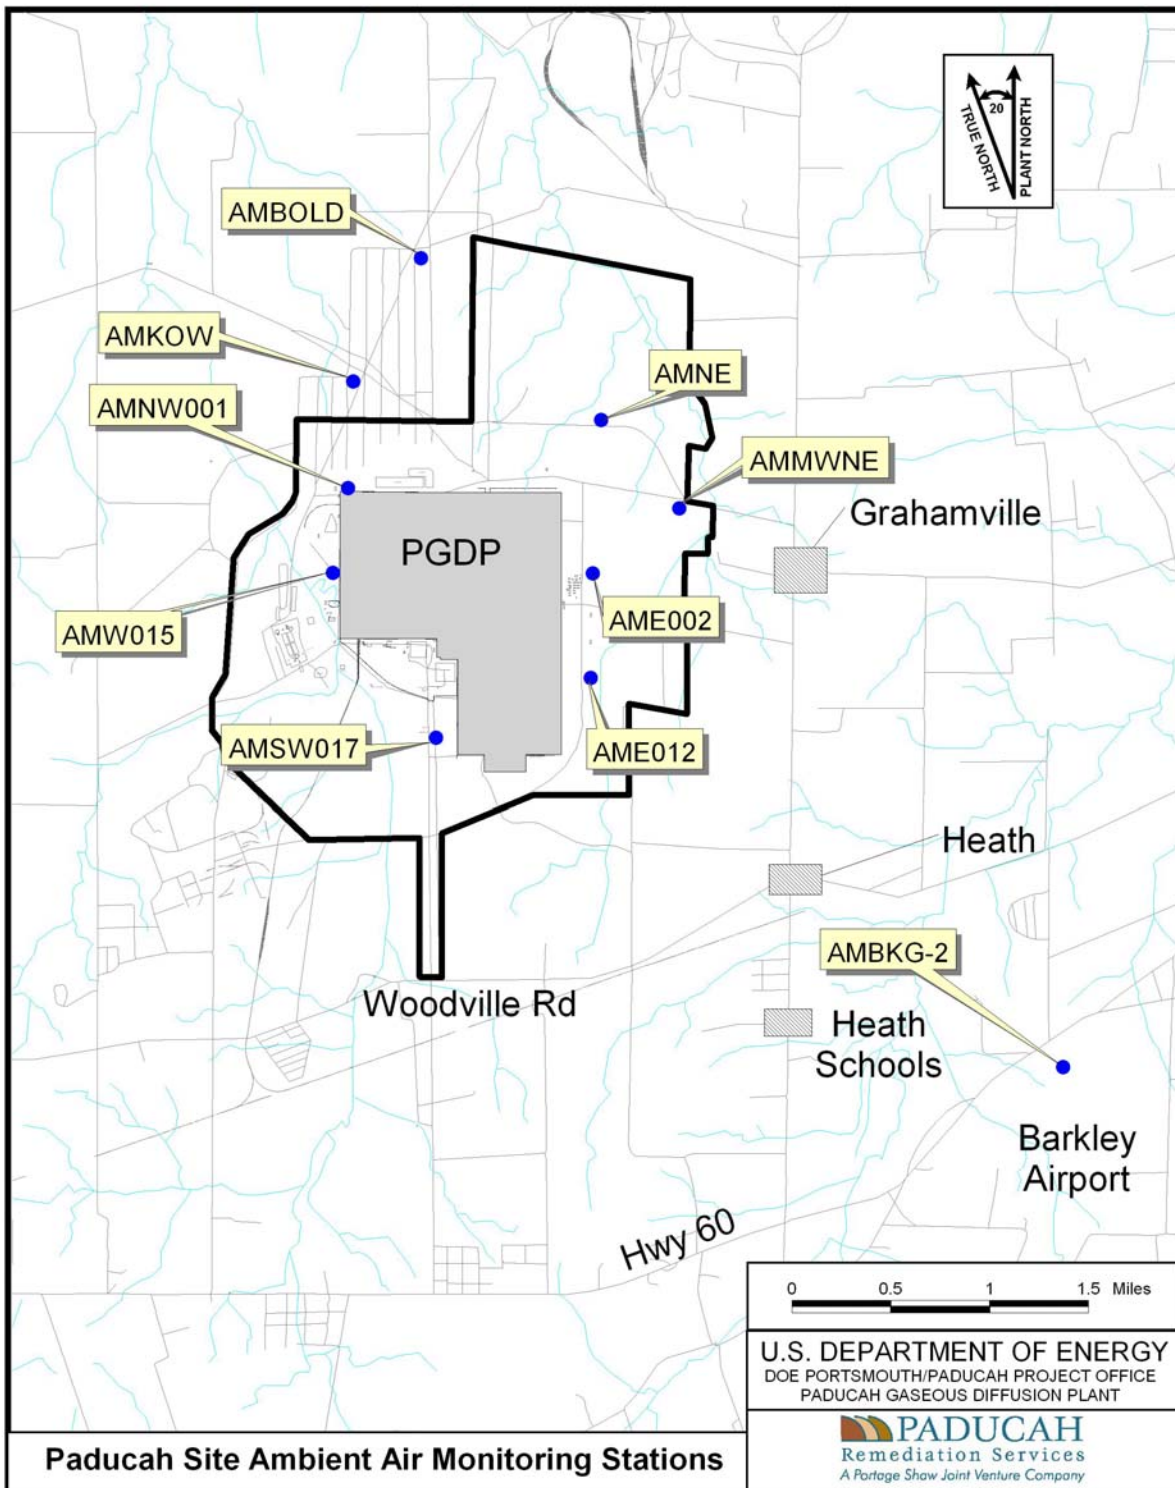 20
TRUE NORTH
PLANT NORTH
AMBOLD
AMKOW
AMNE
AMNW001
AMMWNE
Grahamville
PGDP
AMW015
AME002
AMSW017
AME012
Heath
AMBKG-2
Woodville Rd
Heath
Schools
Barkley
Airport
Hwy 60
0 0.5 1 1.5 Miles
U.S. DEPARTMENT OF ENERGY
DOE PORTSMOUTH/PADUCAH PROJECT OFFICE
PADUCAH GASEOUS DIFFUSION PLANT
PADUCAH
Remediation Services
A Portage Shaw Joint Venture Company
Paducah Site Ambient Air Monitoring Stations